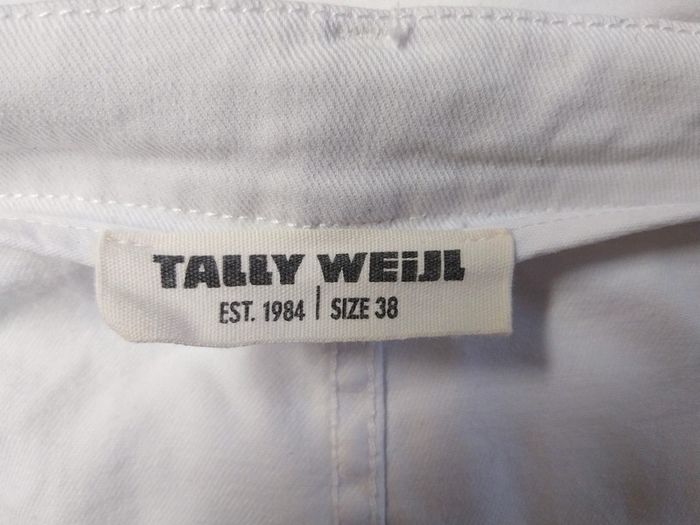 TALLY WEiJL
EST. 1984 | SIZE 38